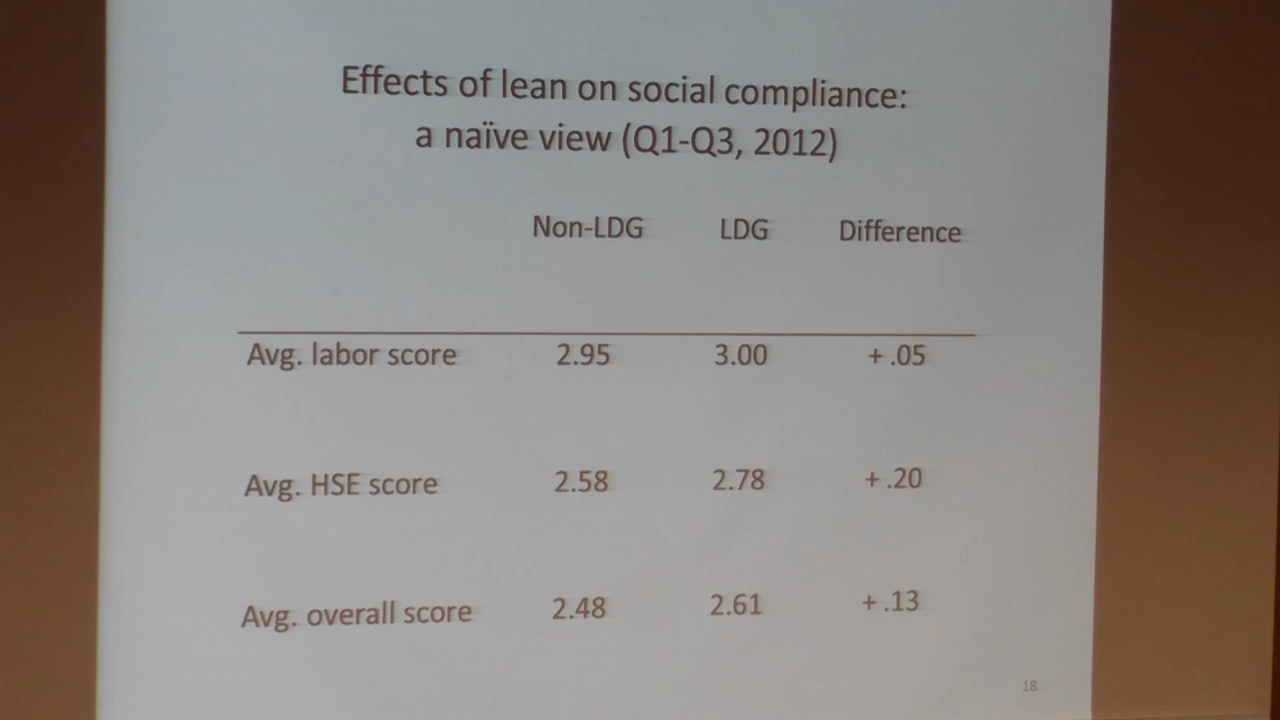 Effects of lean on social compliance:
a naïve view (Q1-Q3, 2012)
Non-LDG LDG Difference
Avg. labor score 2.95 3.00 + .05
Avg. HSE score 2.58 2.78 + .20
Avg. overall score 2.48 2.61 + .13
18